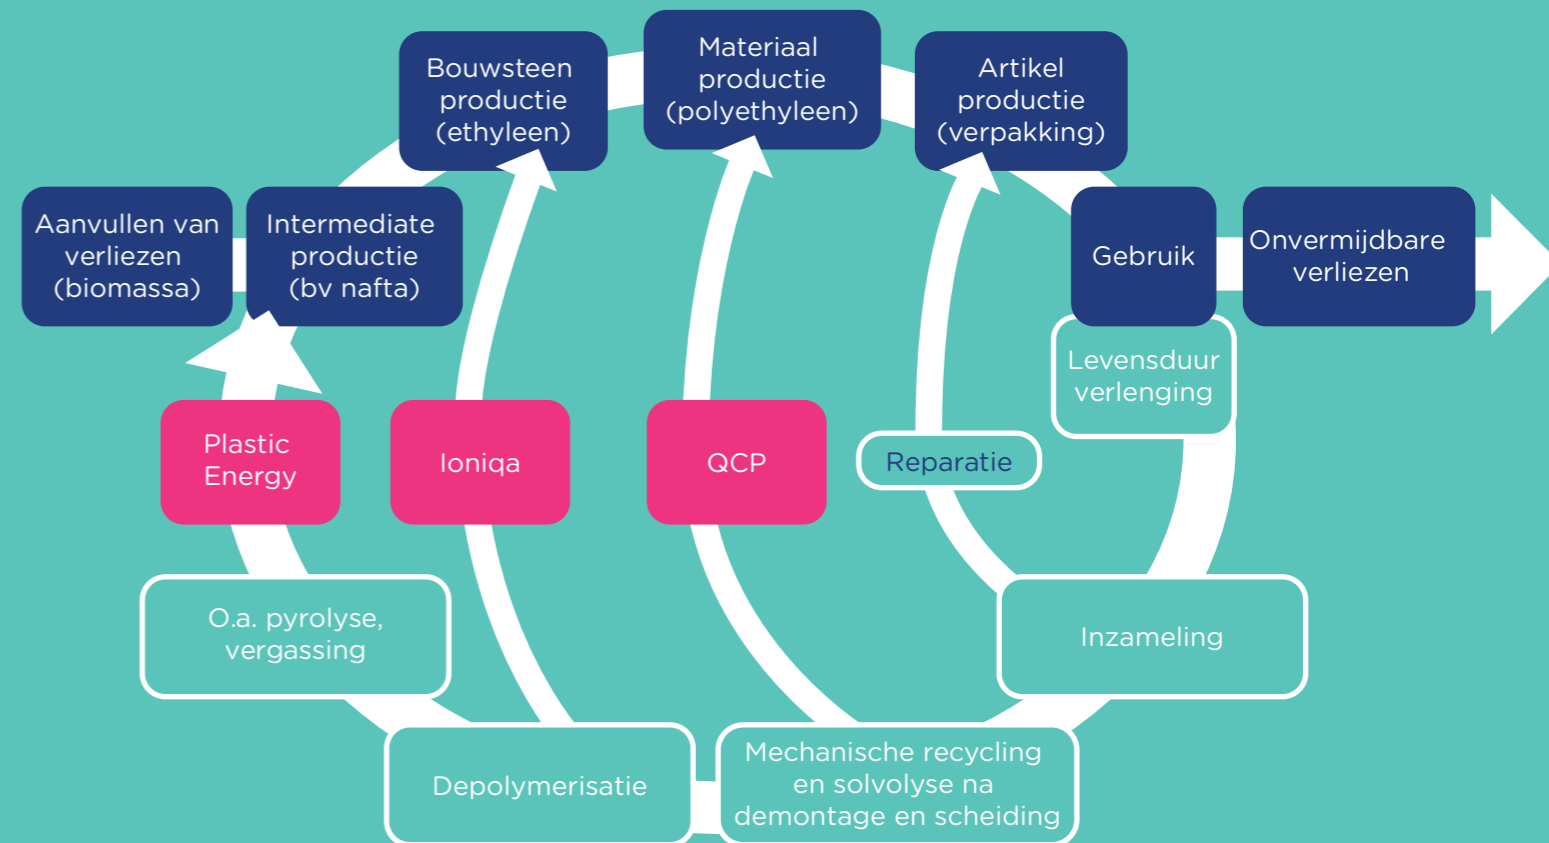 Bouwsteen
productie
(ethyleen)
Materiaal
productie
(polyethyleen)
Artikel
productie
(verpakking)
Aanvullen van
verliezen
(biomassa)
Intermediate
productie
(bv nafta)
Gebruik
Onvermijdbare
verliezen
Levensduur
verlenging
Plastic
Energy
Ioniqa
QCP
Reparatie
O.a. pyrolyse,
vergassing
Inzameling
Depolymerisatie
Mechanische recycling
en solvolyse na
demontage en scheiding